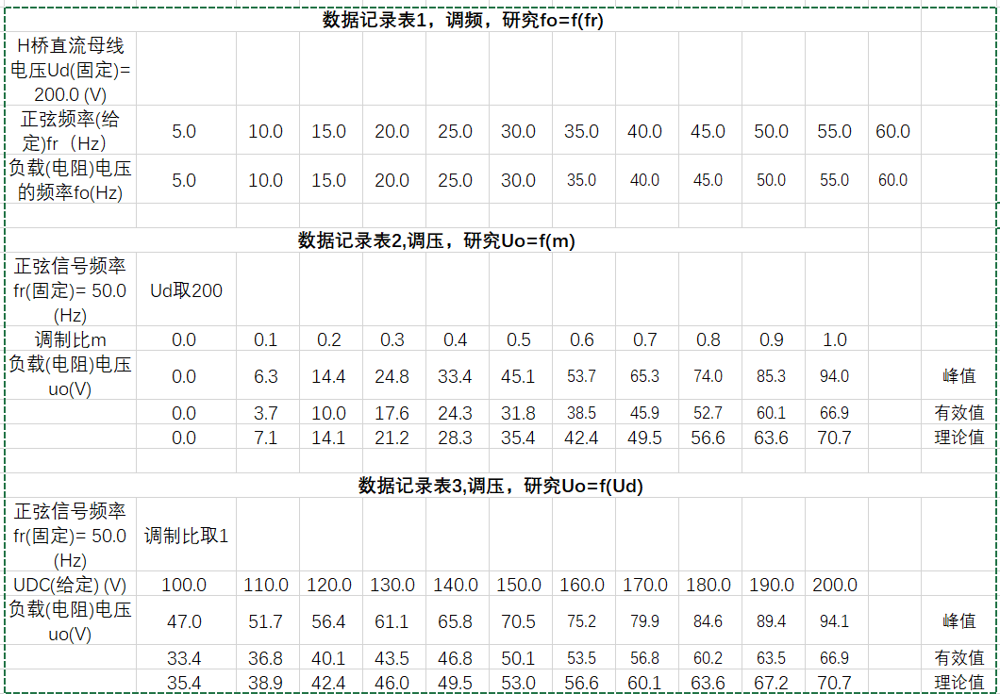 数据记录表1，调频，研究fo=f(fr)
H桥直流母线
电压Ud(固定)=
200.0 (V)
正弦频率(给
定)fr（Hz） 5.0 10.0 15.0 20.0 25.0 30.0 35.0 40.0 45.0 50.0 55.0 60.0
负载(电阻)电压
的频率fo(Hz) 5.0 10.0 15.0 20.0 25.0 30.0 35.0 40.0 45.0 50.0 55.0 60.0
数据记录表2,调压，研究Uo=f(m)
正弦信号频率
fr(固定)= 50.0 Ud取200
(Hz)
调制比m 0.0 0.1 0.2 0.3 0.4 0.5 0.6 0.7 0.8 0.9 1.0
负载(电阻)电压
uo(V) 0.0 6.3 14.4 24.8 33.4 45.1 53.7 65.3 74.0 85.3 94.0 峰值
0.0 3.7 10.0 17.6 24.3 31.8 38.5 45.9 52.7 60.1 66.9 有效值
0.0 7.1 14.1 21.2 28.3 35.4 42.4 49.5 56.6 63.6 70.7 理论值
数据记录表3,调压，研究Uo=f(Ud)
正弦信号频率
fr(固定)= 50.0 调制比取1
(Hz)
UDC(给定) (V) 100.0 110.0 120.0 130.0 140.0 150.0 160.0 170.0 180.0 190.0 200.0
负载(电阻)电压
uo(V) 47.0 51.7 56.4 61.1 65.8 70.5 75.2 79.9 84.6 89.4 94.1 峰值
33.4 36.8 40.1 43.5 46.8 50.1 53.5 56.8 60.2 63.5 66.9 有效值
35.4 38.9 42.4 46.0 49.5 53.0 56.6 60.1 63.6 67.2 70.7 理论值